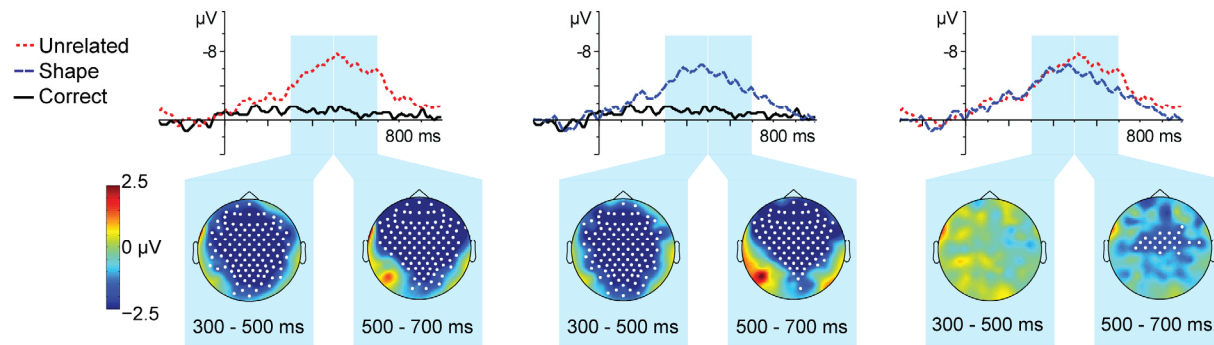 µV
µV
µV
Unrelated
Shape
Correct
-8
-8
-8
800 ms
800 ms
800 ms
2.5
0 µV
−2.5
300 - 500 ms
500 - 700 ms
300 - 500 ms
500 - 700 ms
300 - 500 ms
500 - 700 ms